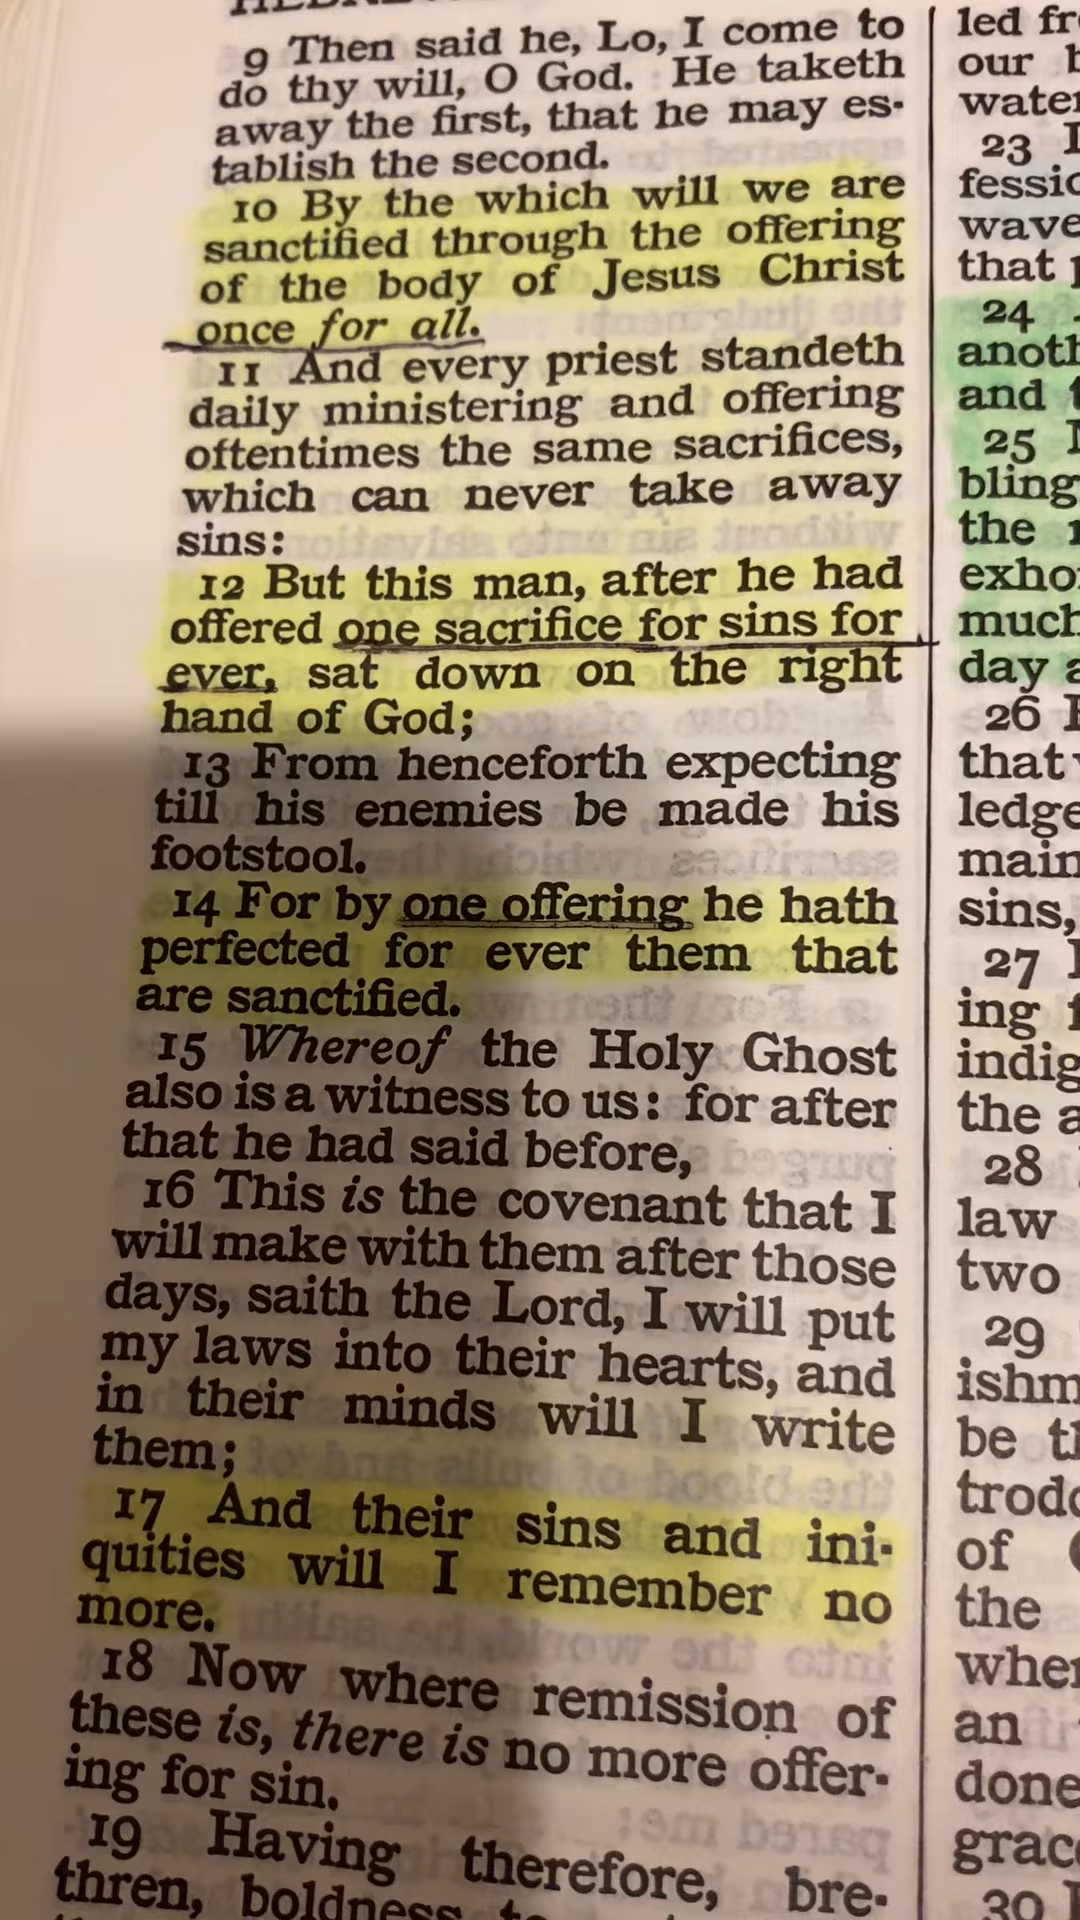 9 Then said he, Lo, I come to
do thy will, O God. He taketh
away the first, that he may es-
tablish the second.
10 By the which will we are
sanctified through the offering
of the body of Jesus Christ
once for all.
11 And every priest standeth
daily ministering and offering
oftentimes the same sacrifices,
which can never take away
sins:
12 But this man, after he had
offered one sacrifice for sins for
ever, sat down on the right
hand of God;
13 From henceforth expecting
till his enemies be made his
footstool.
14 For by one offering he hath
perfected for ever them that
are sanctified.
15 Whereof the Holy Ghost
also is a witness to us: for after
that he had said before,
16 This is the covenant that I
will make with them after those
days, saith the Lord, I will put
my laws into their hearts, and
in their minds will I write
them;
17 And their sins and ini-
quities will I remember no
more.
18 Now where remission of
these is, there is no more offer-
ing for sin.
19 Having therefore, bre-
thren, boldness
led
our
23
that
24
and
25
the
day
26
that
sins,
27
ing
the
28
law
two
29
be
of
the
an
done
30